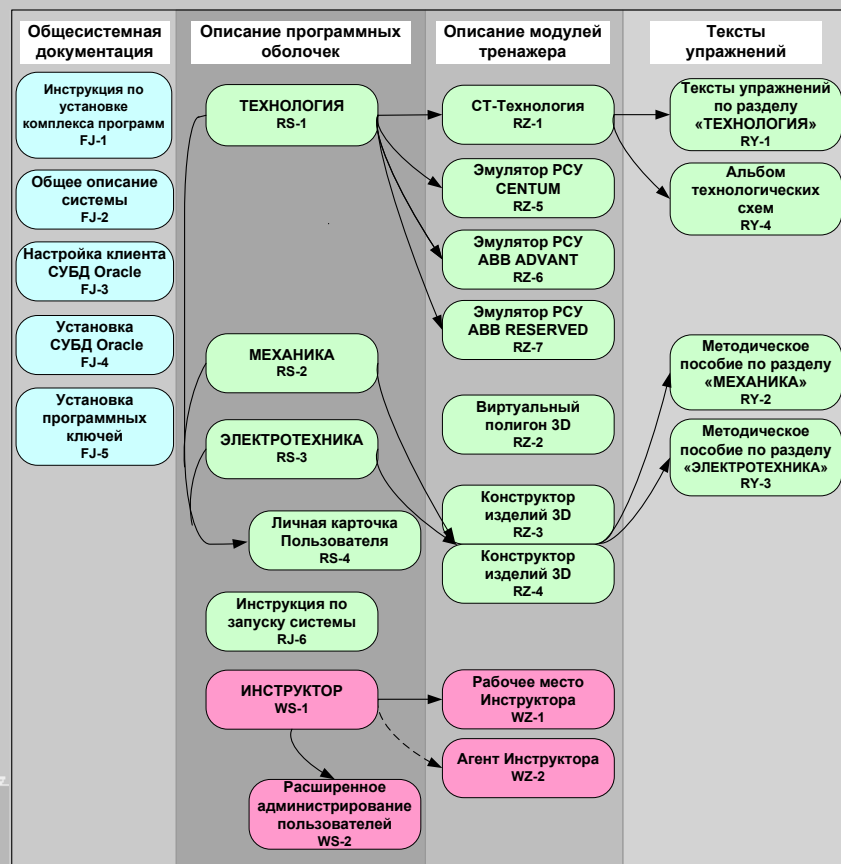 Общесистемная
документация
Описание программных
оболочек
Описание модулей
тренажера
Тексты
упражнений
Инструкция по
установке
комплекса программ
FJ-1
Общее описание
системы
FJ-2
Настройка клиента
СУБД Oracle
FJ-3
Установка
СУБД Oracle
FJ-4
Установка
программных
ключей
FJ-5
ТЕХНОЛОГИЯ
RS-1
МЕХАНИКА
RS-2
ЭЛЕКТРОТЕХНИКА
RS-3
Личная карточка
Пользователя
RS-4
Инструкция по
запуску системы
RJ-6
ИНСТРУКТОР
WS-1
Расширенное
администрирование
пользователей
WS-2
СТ-Технология
RZ-1
Эмулятор РСУ
CENTUM
RZ-5
Эмулятор РСУ
ABB ADVANT
RZ-6
Эмулятор РСУ
ABB RESERVED
RZ-7
Виртуальный
полигон 3D
RZ-2
Конструктор
изделий 3D
RZ-3
Конструктор
изделий 3D
RZ-4
Рабочее место
Инструктора
WZ-1
Агент Инструктора
WZ-2
Тексты упражнений
по разделу
«ТЕХНОЛОГИЯ»
RY-1
Альбом
технологических
схем
RY-4
Методическое
пособие по разделу
«МЕХАНИКА»
RY-2
Методическое
пособие по разделу
«ЭЛЕКТРОТЕХНИКА»
RY-3